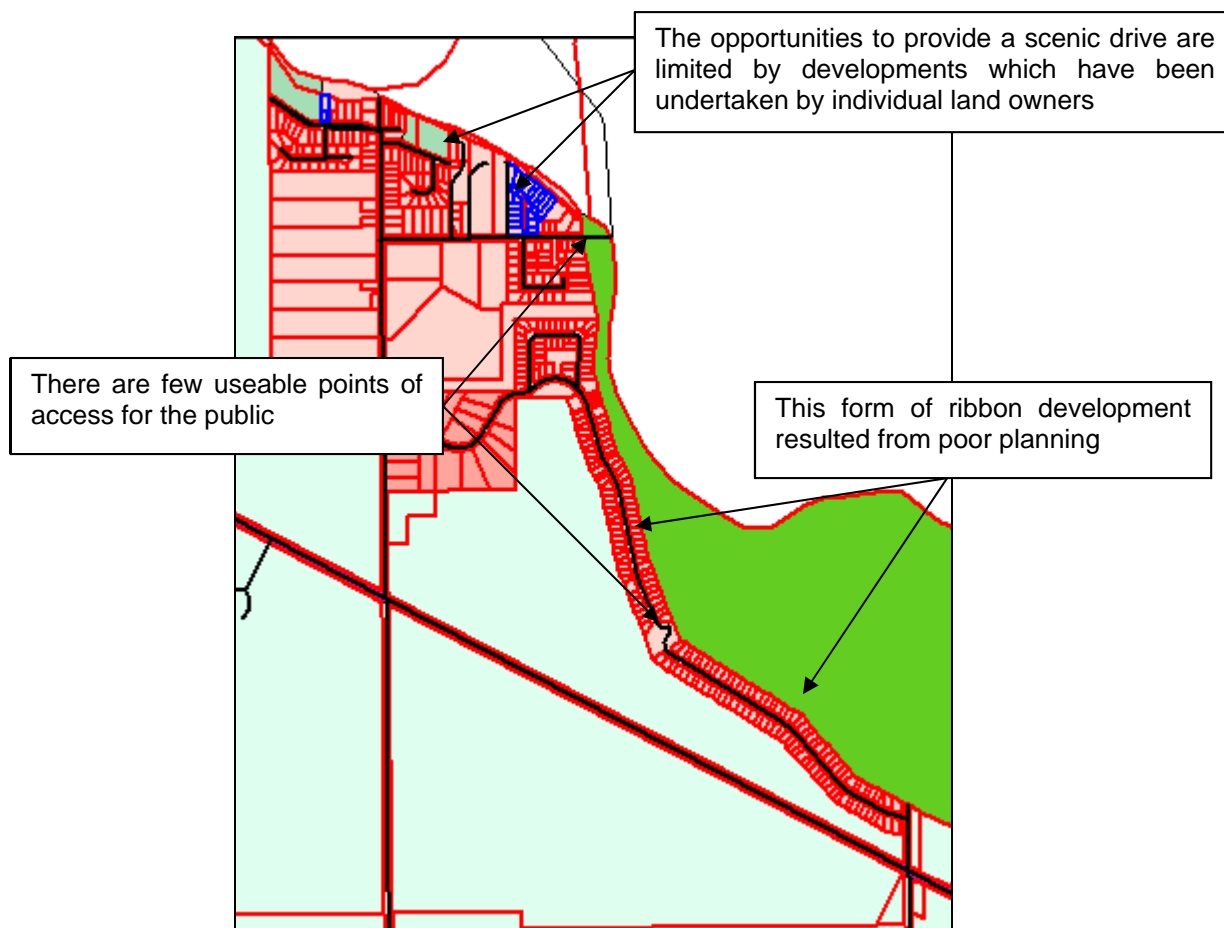 The opportunities to provide a scenic drive are
limited by developments which have been
undertaken by individual land owners
There are few useable points of
access for the public
This form of ribbon development
resulted from poor planning